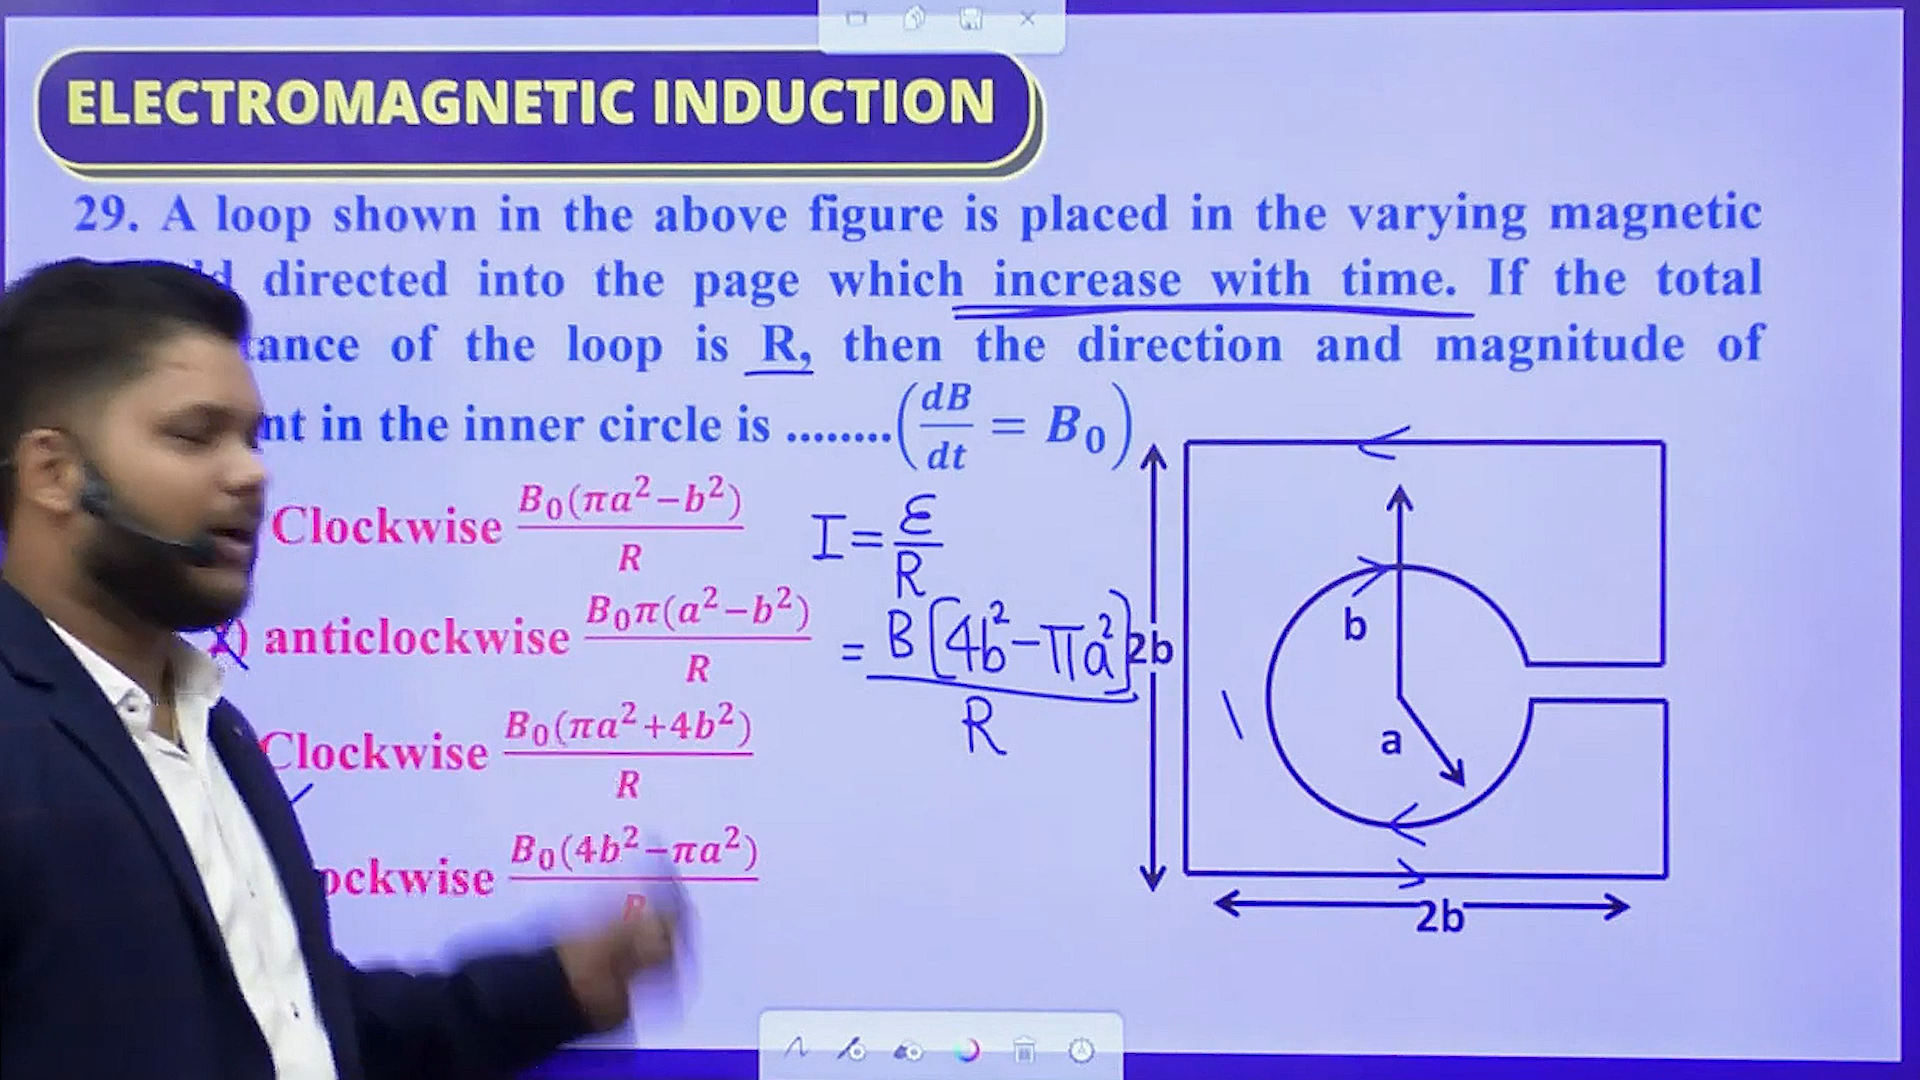 ELECTROMAGNETIC INDUCTION
29. A loop shown in the above figure is placed in the varying magnetic
directed into the page which increase with time. If the total
of the loop is R, then the direction and magnitude of
in the inner circle is ........(dB/dt = B₀)
Clockwise B₀(πa²−b²)/R
anticlockwise B₀π(a²−b²)/R
Clockwise B₀(πa²+4b²)/R
B₀(4b²−πa²)/R
I = ε/R
= B[4b²−πa²]/R
2b
b
a
2b